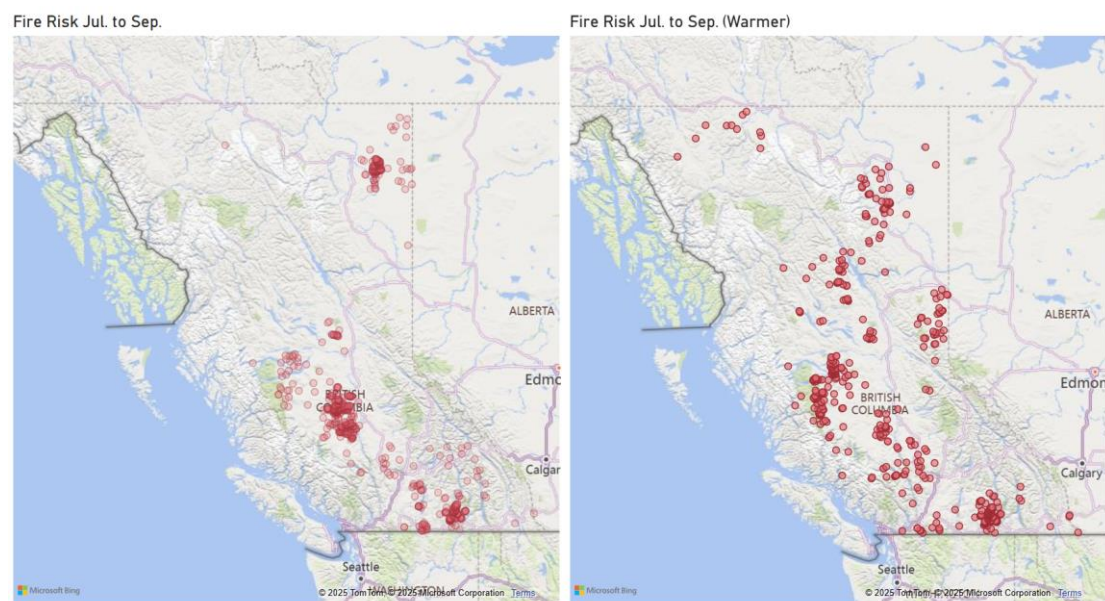 Fire Risk Jul. to Sep.
ALBERTA
Edmo
BRITISH
COLUMBIA
Calgar
Seattle
WASHINGTON
Microsoft Bing
© 2025 TomTom, © 2025 Microsoft Corporation Terms
Fire Risk Jul. to Sep. (Warmer)
ALBERTA
Edmon
BRITISH
COLUMBIA
Calgary
Seattle
Microsoft Bing
© 2025 TomTom, © 2025 Microsoft Corporation Terms